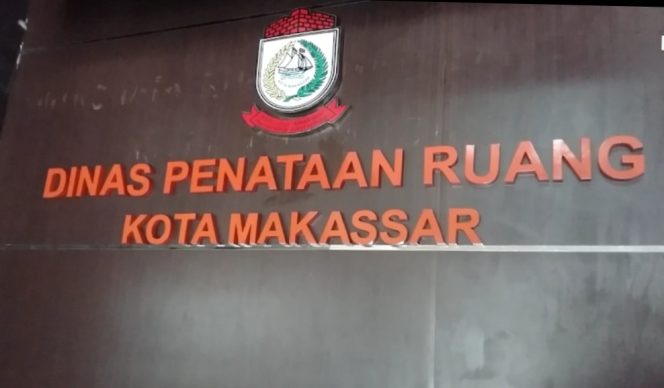 DINAS PENATAAN RUANG
KOTA MAKASSAR